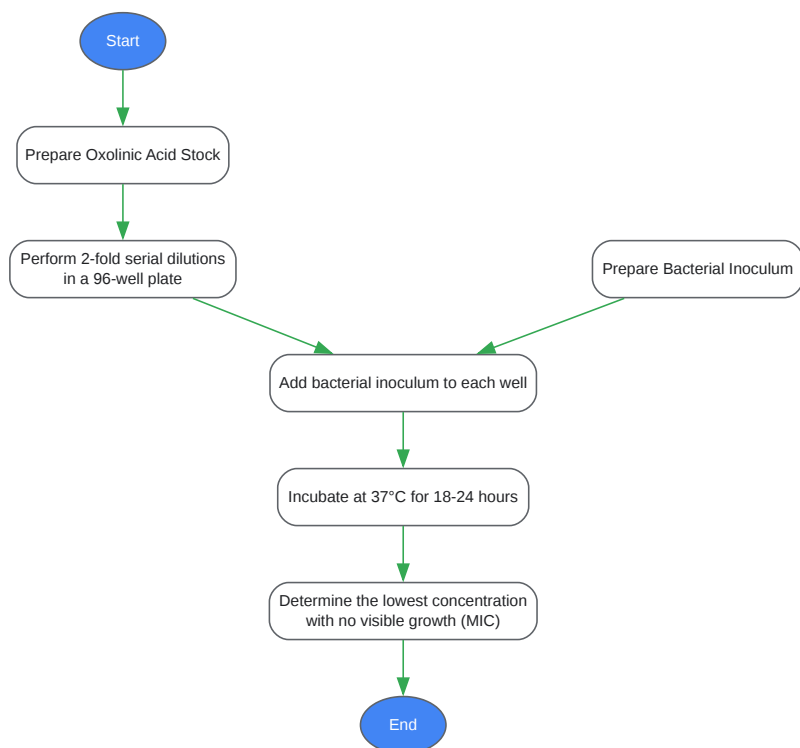 Start
Prepare Oxolinic Acid Stock
Perform 2-fold serial dilutions
in a 96-well plate
Prepare Bacterial Inoculum
Add bacterial inoculum to each well
Incubate at 37°C for 18-24 hours
Determine the lowest concentration
with no visible growth (MIC)
End